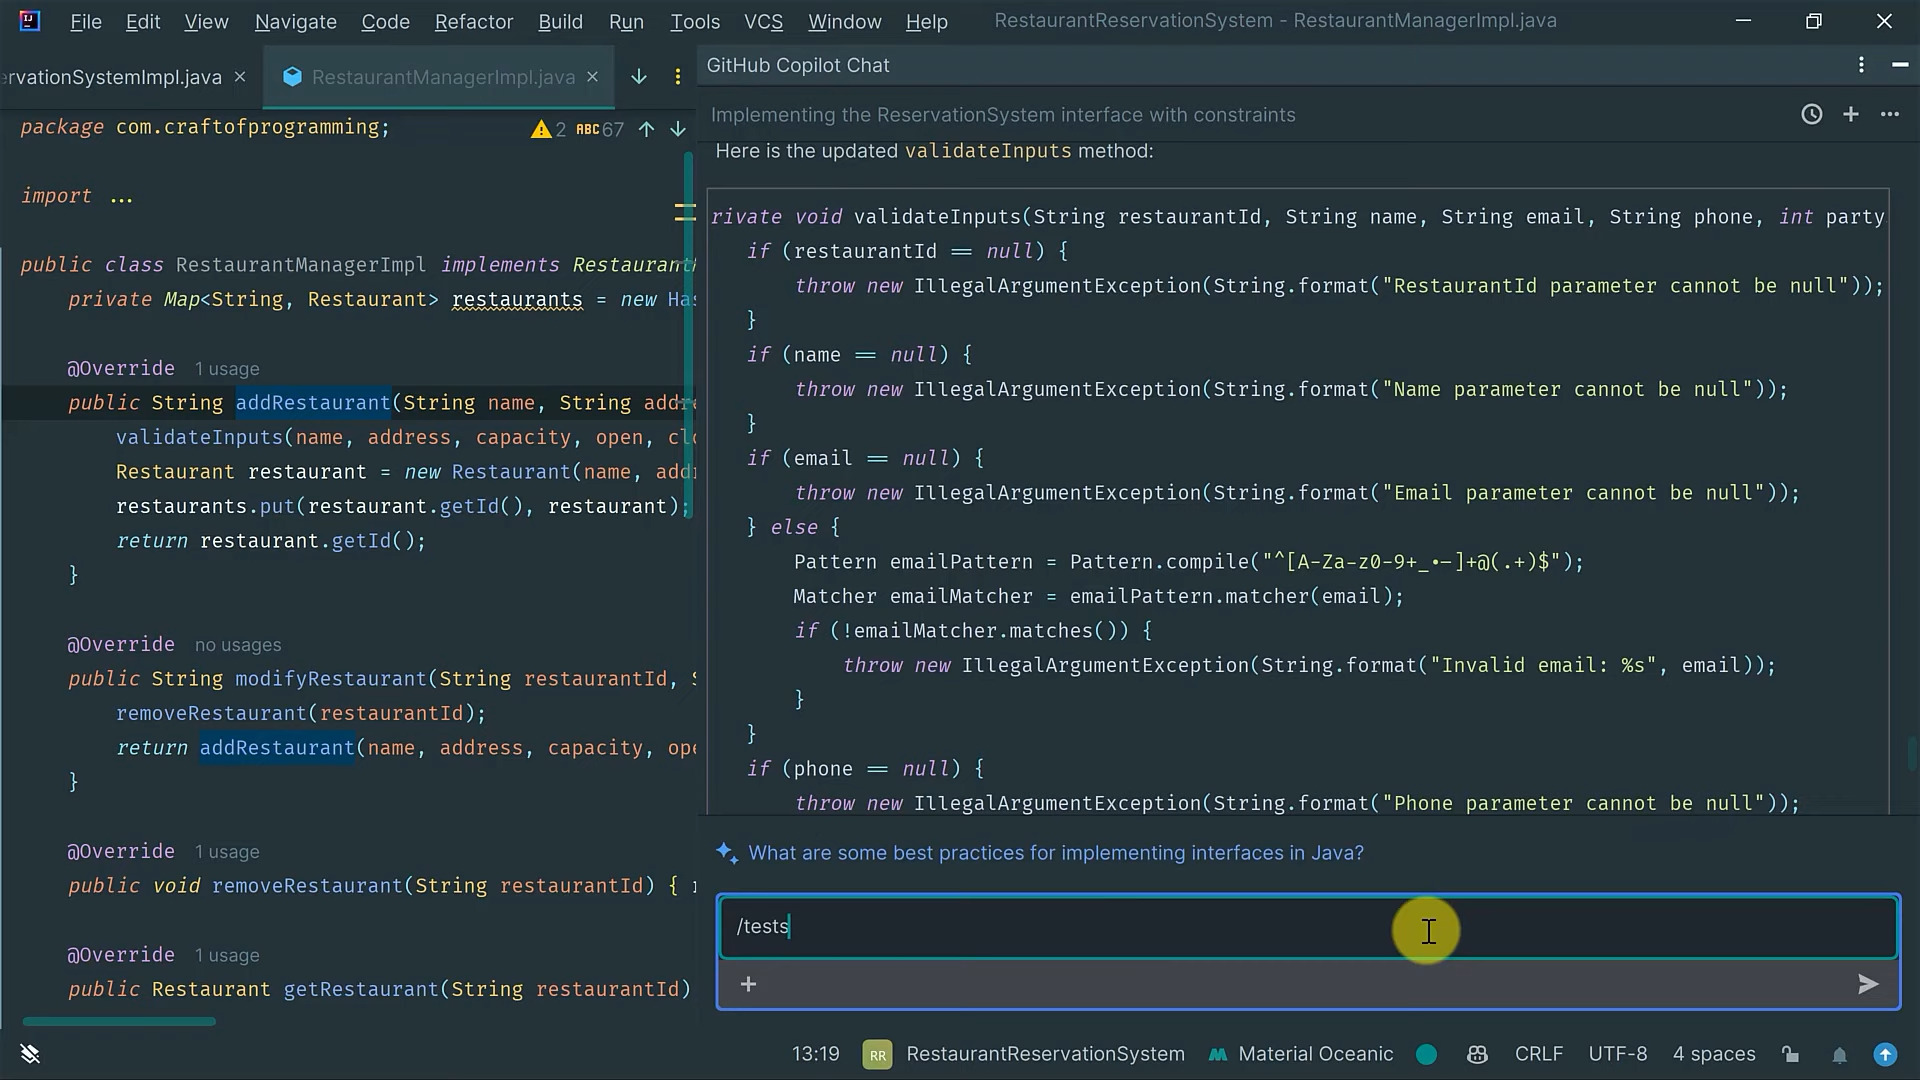 File Edit View Navigate Code Refactor Build Run Tools VCS Window Help RestaurantReservationSystem - RestaurantManagerImpl.java
ervationSystemImpl.java RestaurantManagerImpl.java
package com.craftofprogramming;
2 ABC 67
import ...
public class RestaurantManagerImpl implements Restaurant
private Map<String, Restaurant> restaurants = new Has
@Override 1 usage
public String addRestaurant(String name, String addre
validateInputs(name, address, capacity, open, clo
Restaurant restaurant = new Restaurant(name, addr
restaurants.put(restaurant.getId(), restaurant);
return restaurant.getId();
}
@Override no usages
public String modifyRestaurant(String restaurantId, S
removeRestaurant(restaurantId);
return addRestaurant(name, address, capacity, ope
}
@Override 1 usage
public void removeRestaurant(String restaurantId) { r
@Override 1 usage
public Restaurant getRestaurant(String restaurantId)
GitHub Copilot Chat
Implementing the ReservationSystem interface with constraints
Here is the updated validateInputs method:
rivate void validateInputs(String restaurantId, String name, String email, String phone, int party
if (restaurantId == null) {
throw new IllegalArgumentException(String.format("RestaurantId parameter cannot be null"));
}
if (name == null) {
throw new IllegalArgumentException(String.format("Name parameter cannot be null"));
}
if (email == null) {
throw new IllegalArgumentException(String.format("Email parameter cannot be null"));
} else {
Pattern emailPattern = Pattern.compile("^[A-Za-z0-9+_.-]+@(.+)$");
Matcher emailMatcher = emailPattern.matcher(email);
if (!emailMatcher.matches()) {
throw new IllegalArgumentException(String.format("Invalid email: %s", email));
}
}
if (phone == null) {
throw new IllegalArgumentException(String.format("Phone parameter cannot be null"));
What are some best practices for implementing interfaces in Java?
/tests
13:19 RR RestaurantReservationSystem Material Oceanic CRLF UTF-8 4 spaces